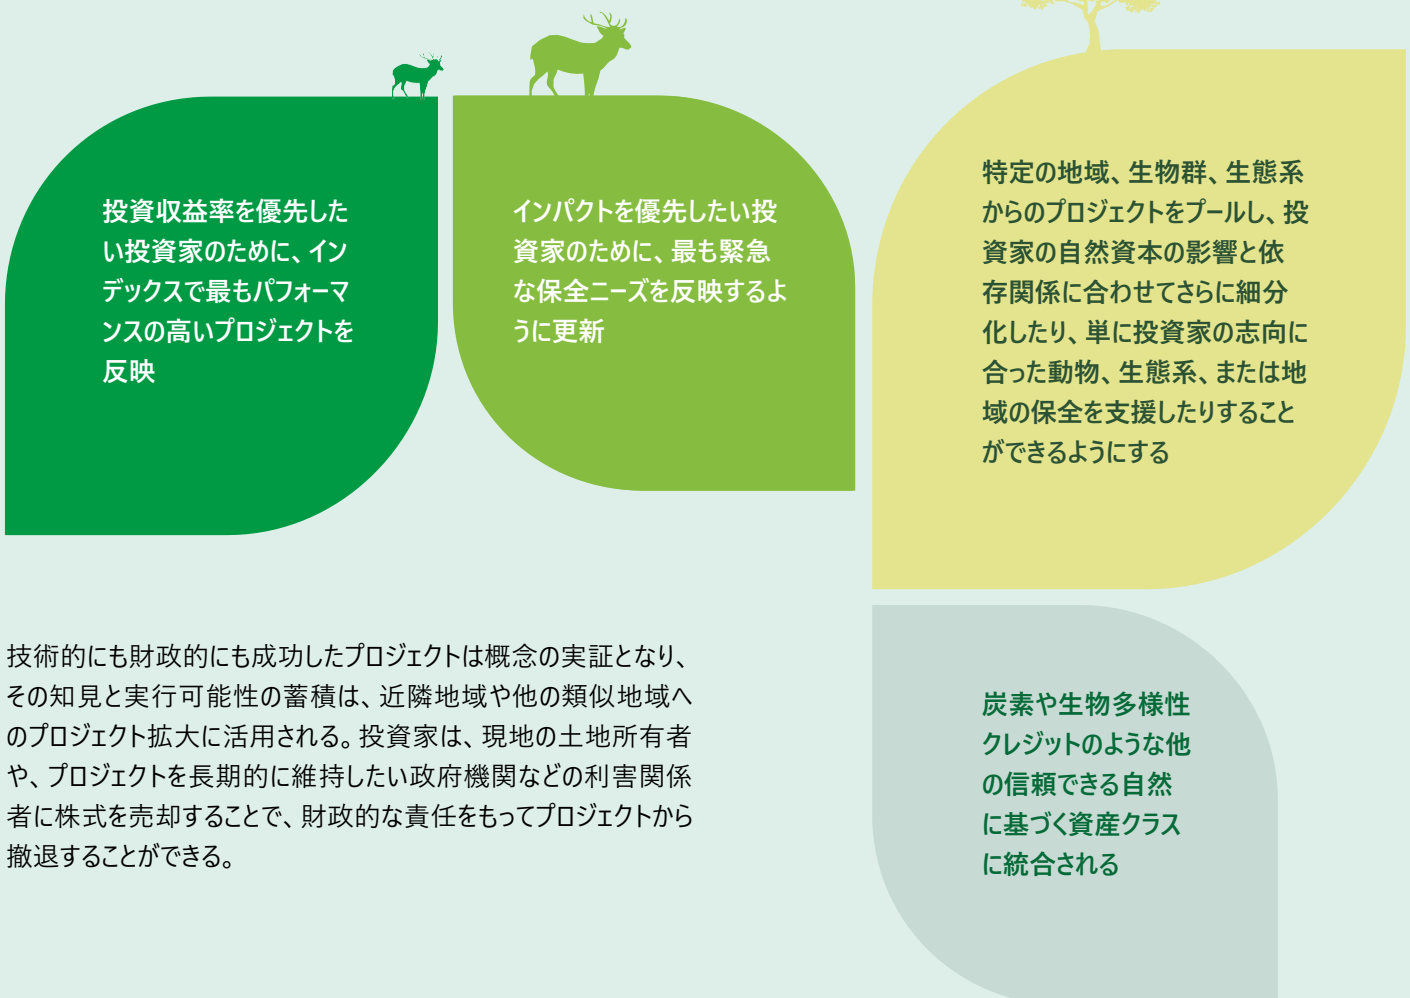 投資収益率を優先した
い投資家のために、イン
デックスで最もパフォーマ
ンスの高いプロジェクトを
反映
インパクトを優先したい投
資家のために、最も緊急
な保全ニーズを反映するよ
うに更新
特定の地域、生物群、生態系
からのプロジェクトをプールし、投
資家の自然資本の影響と依
存関係に合わせてさらに細分
化したり、単に投資家の志向に
合った動物、生態系、または地
域の保全を支援したりすること
ができるようにする
技術的にも財政的にも成功したプロジェクトは概念の実証となり、
その知見と実行可能性の蓄積は、近隣地域や他の類似地域へ
のプロジェクト拡大に活用される。投資家は、現地の土地所有者
や、プロジェクトを長期的に維持したい政府機関などの利害関係
者に株式を売却することで、財政的な責任をもってプロジェクトから
撤退することができる。
炭素や生物多様性
クレジットのような他
の信頼できる自然
に基づく資産クラス
に統合される